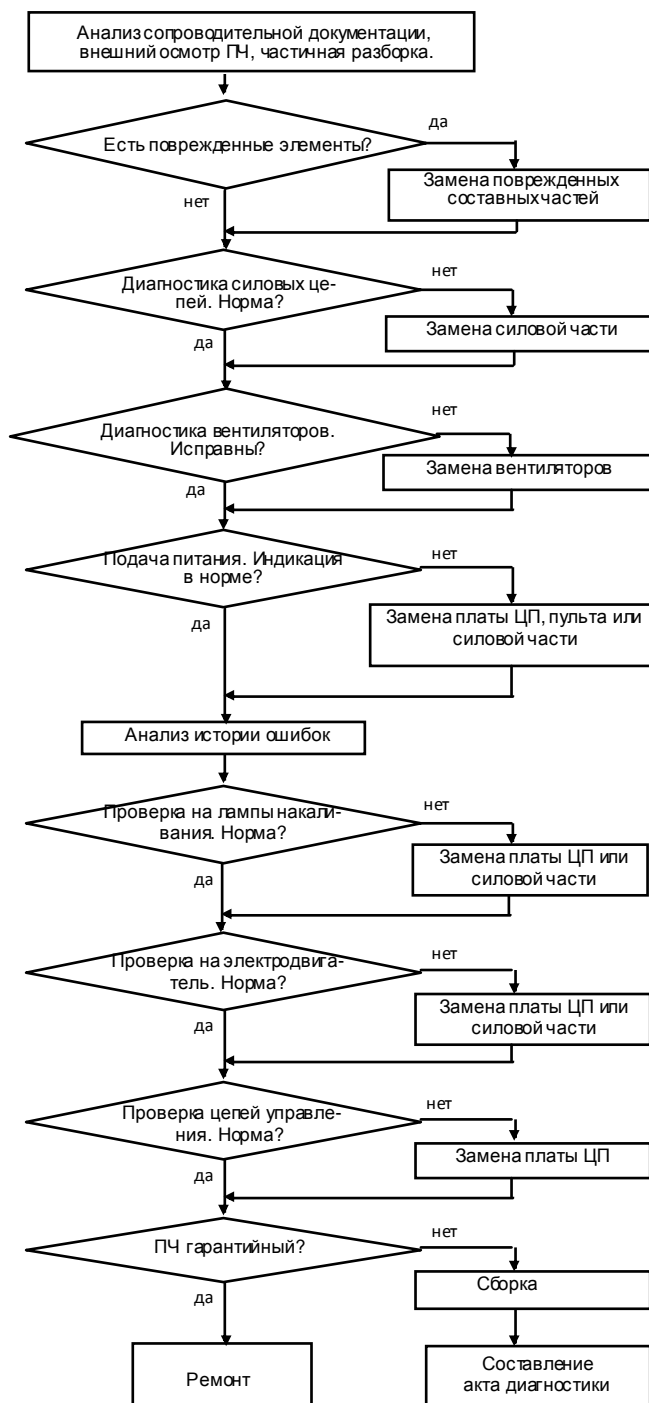 Анализ сопроводительной документации,
внешний осмотр ПЧ, частичная разборка.
да
Есть поврежденные элементы?
Замена поврежденных
составных частей
нет
нет
Диагностика силовых це-
пей. Норма?
Замена силовой части
да
нет
Диагностика вентиляторов.
Исправны?
Замена вентиляторов
да
нет
Подача питания. Индикация
в норме?
Замена платы ЦП, пульта или
силовой части
да
Анализ истории ошибок
нет
Проверка на лампы накали-
вания. Норма?
Замена платы ЦП или
силовой части
да
нет
Проверка на электродвига-
тель. Норма?
Замена платы ЦП или
силовой части
да
нет
Проверка цепей управле-
ния. Норма?
Замена платы ЦП
да
нет
ПЧ гарантийный?
Сборка
да
Ремонт
Составление
акта диагностики